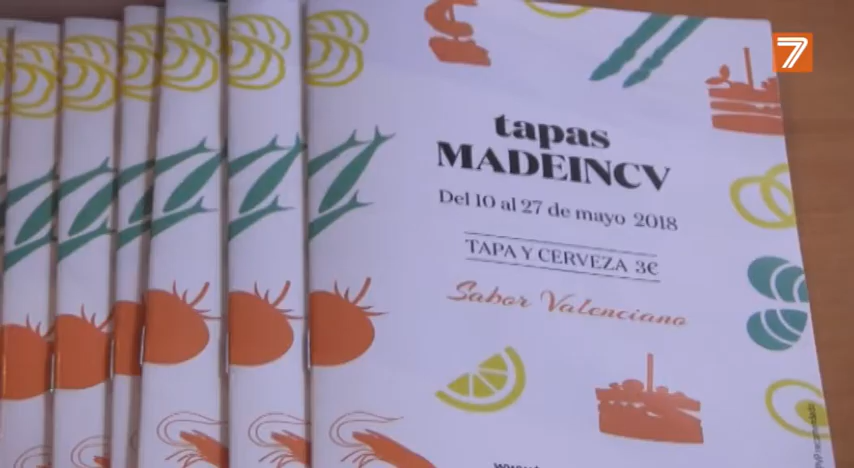 7
tapas
MADEINCV
Del 10 al 27 de mayo 2018
TAPA Y CERVEZA 3€
Sabor Valenciano